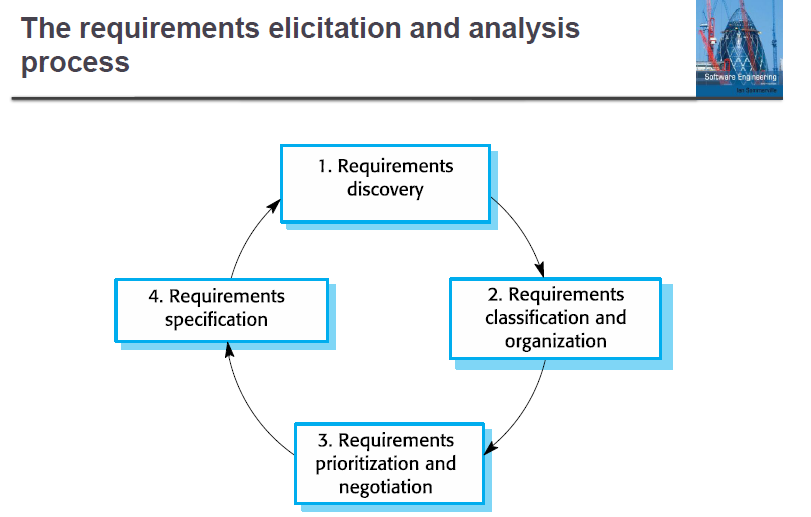 The requirements elicitation and analysis
process
Software Engineering
Ian Sommerville
1. Requirements
discovery
4. Requirements
specification
2. Requirements
classification and
organization
3. Requirements
prioritization and
negotiation